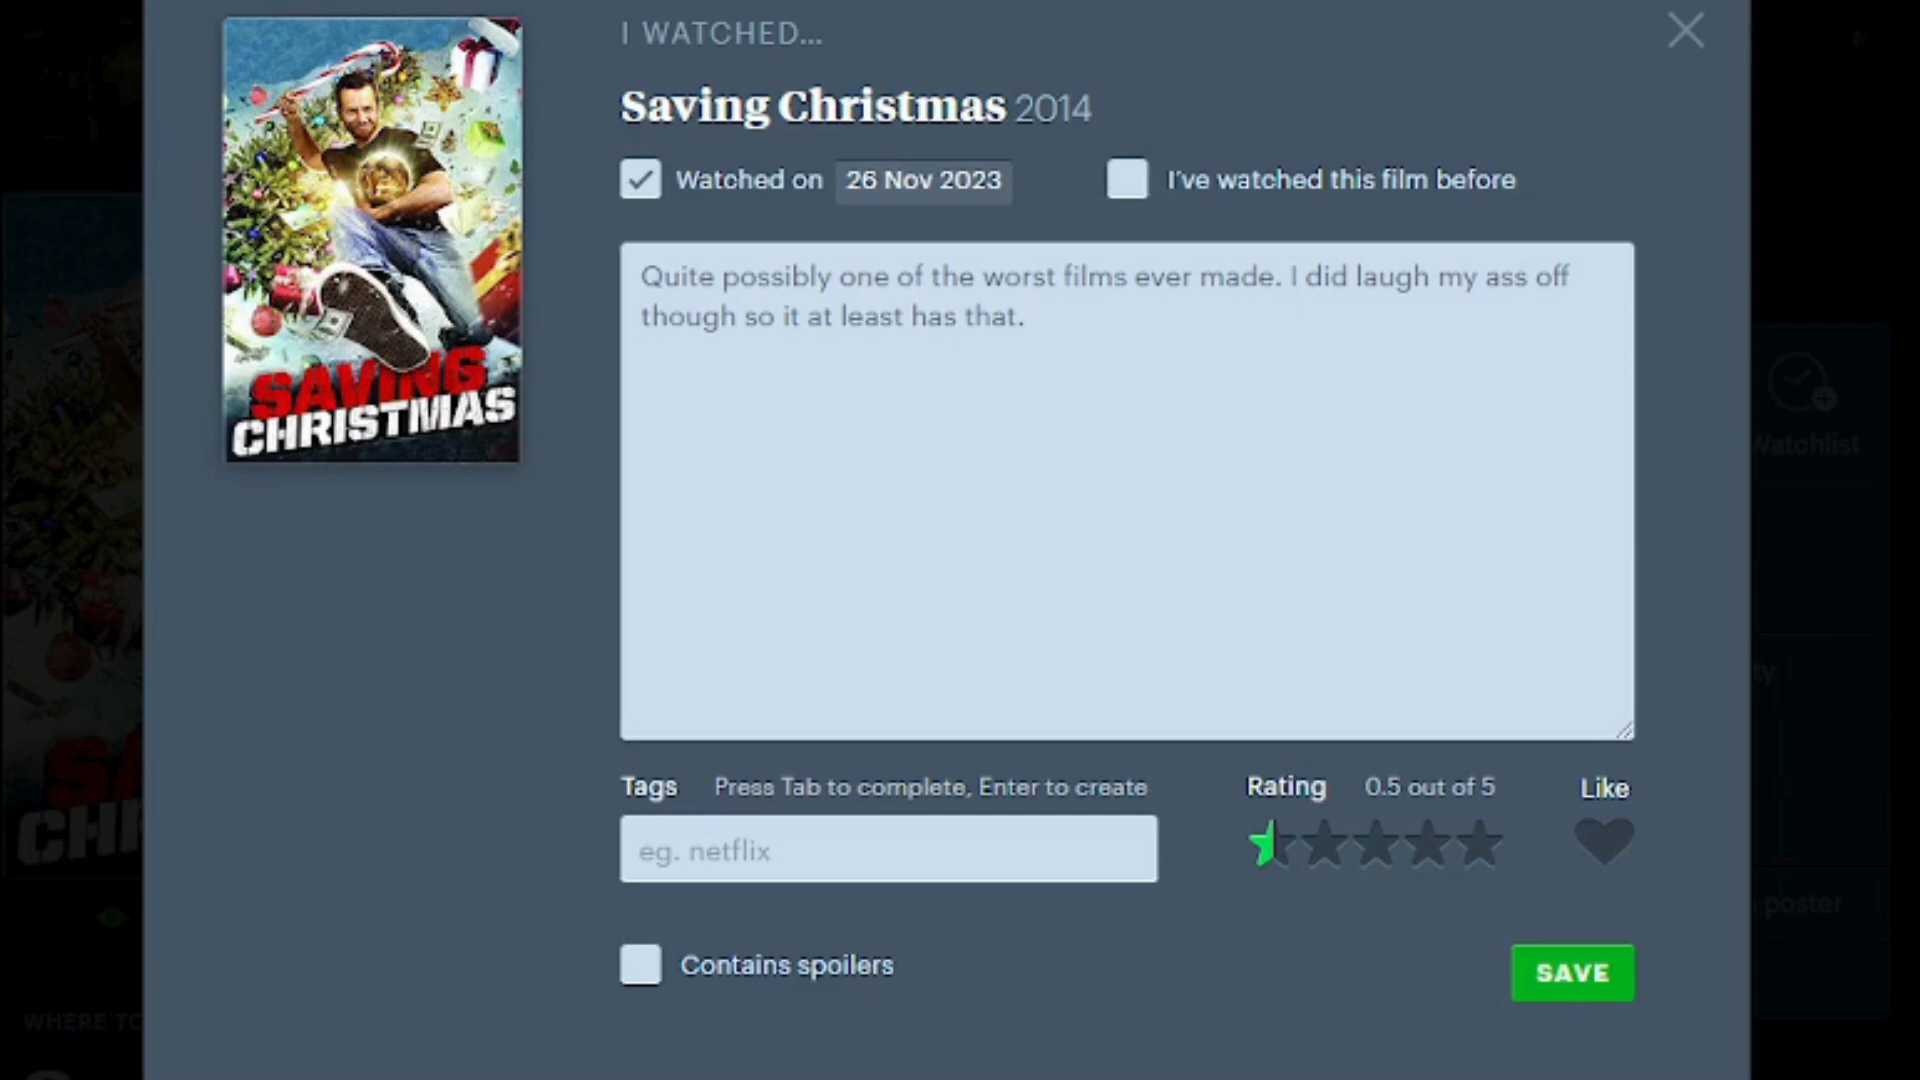 I WATCHED...
Saving Christmas 2014
Watched on 26 Nov 2023
I've watched this film before
Quite possibly one of the worst films ever made. I did laugh my ass off
though so it at least has that.
Tags Press Tab to complete, Enter to create
Rating 0.5 out of 5
Like
eg. netflix
Contains spoilers
SAVE
SAVING
CHRISTMAS
Watchlist
poster
WHERE TO